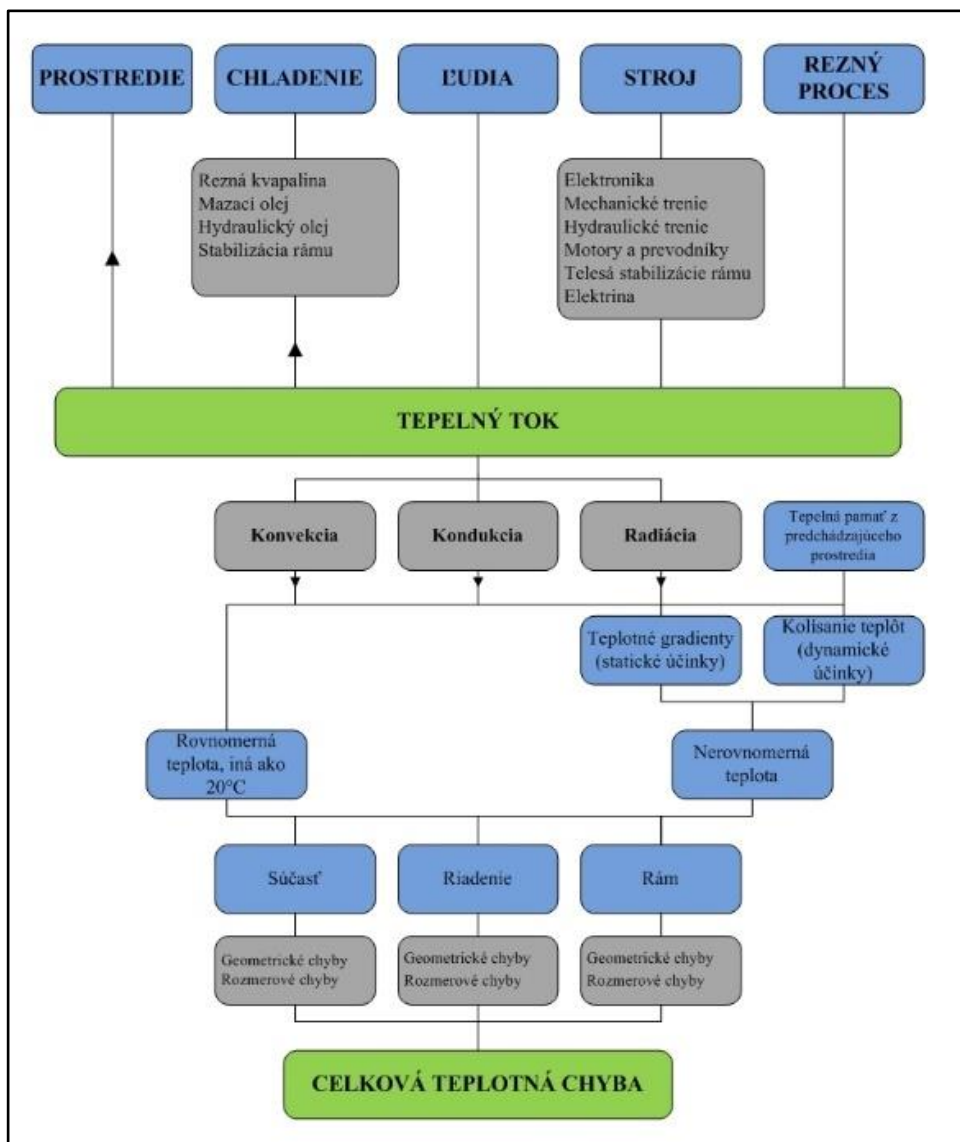 PROSTREDIE
CHLADENIE
ĽUDIA
STROJ
REZNÝ
PROCES
Rezná kvapalina
Mazací olej
Hydraulický olej
Stabilizácia rámu
Elektronika
Mechanické trenie
Hydraulické trenie
Motory a prevodníky
Telesá stabilizácie rámu
Elektrina
TEPELNÝ TOK
Konvekcia
Kondukcia
Radiácia
Tepelná pamať z
predchádzajúceho
prostredia
Teplotné gradienty
(statické účinky)
Kolísanie teplôt
(dynamické
účinky)
Rovnomerná
teplota, iná ako
20°C
Nerovnomerná
teplota
Súčasť
Riadenie
Rám
Geometrické chyby
Rozmerové chyby
Geometrické chyby
Rozmerové chyby
Geometrické chyby
Rozmerové chyby
CELKOVÁ TEPLOTNÁ CHYBA